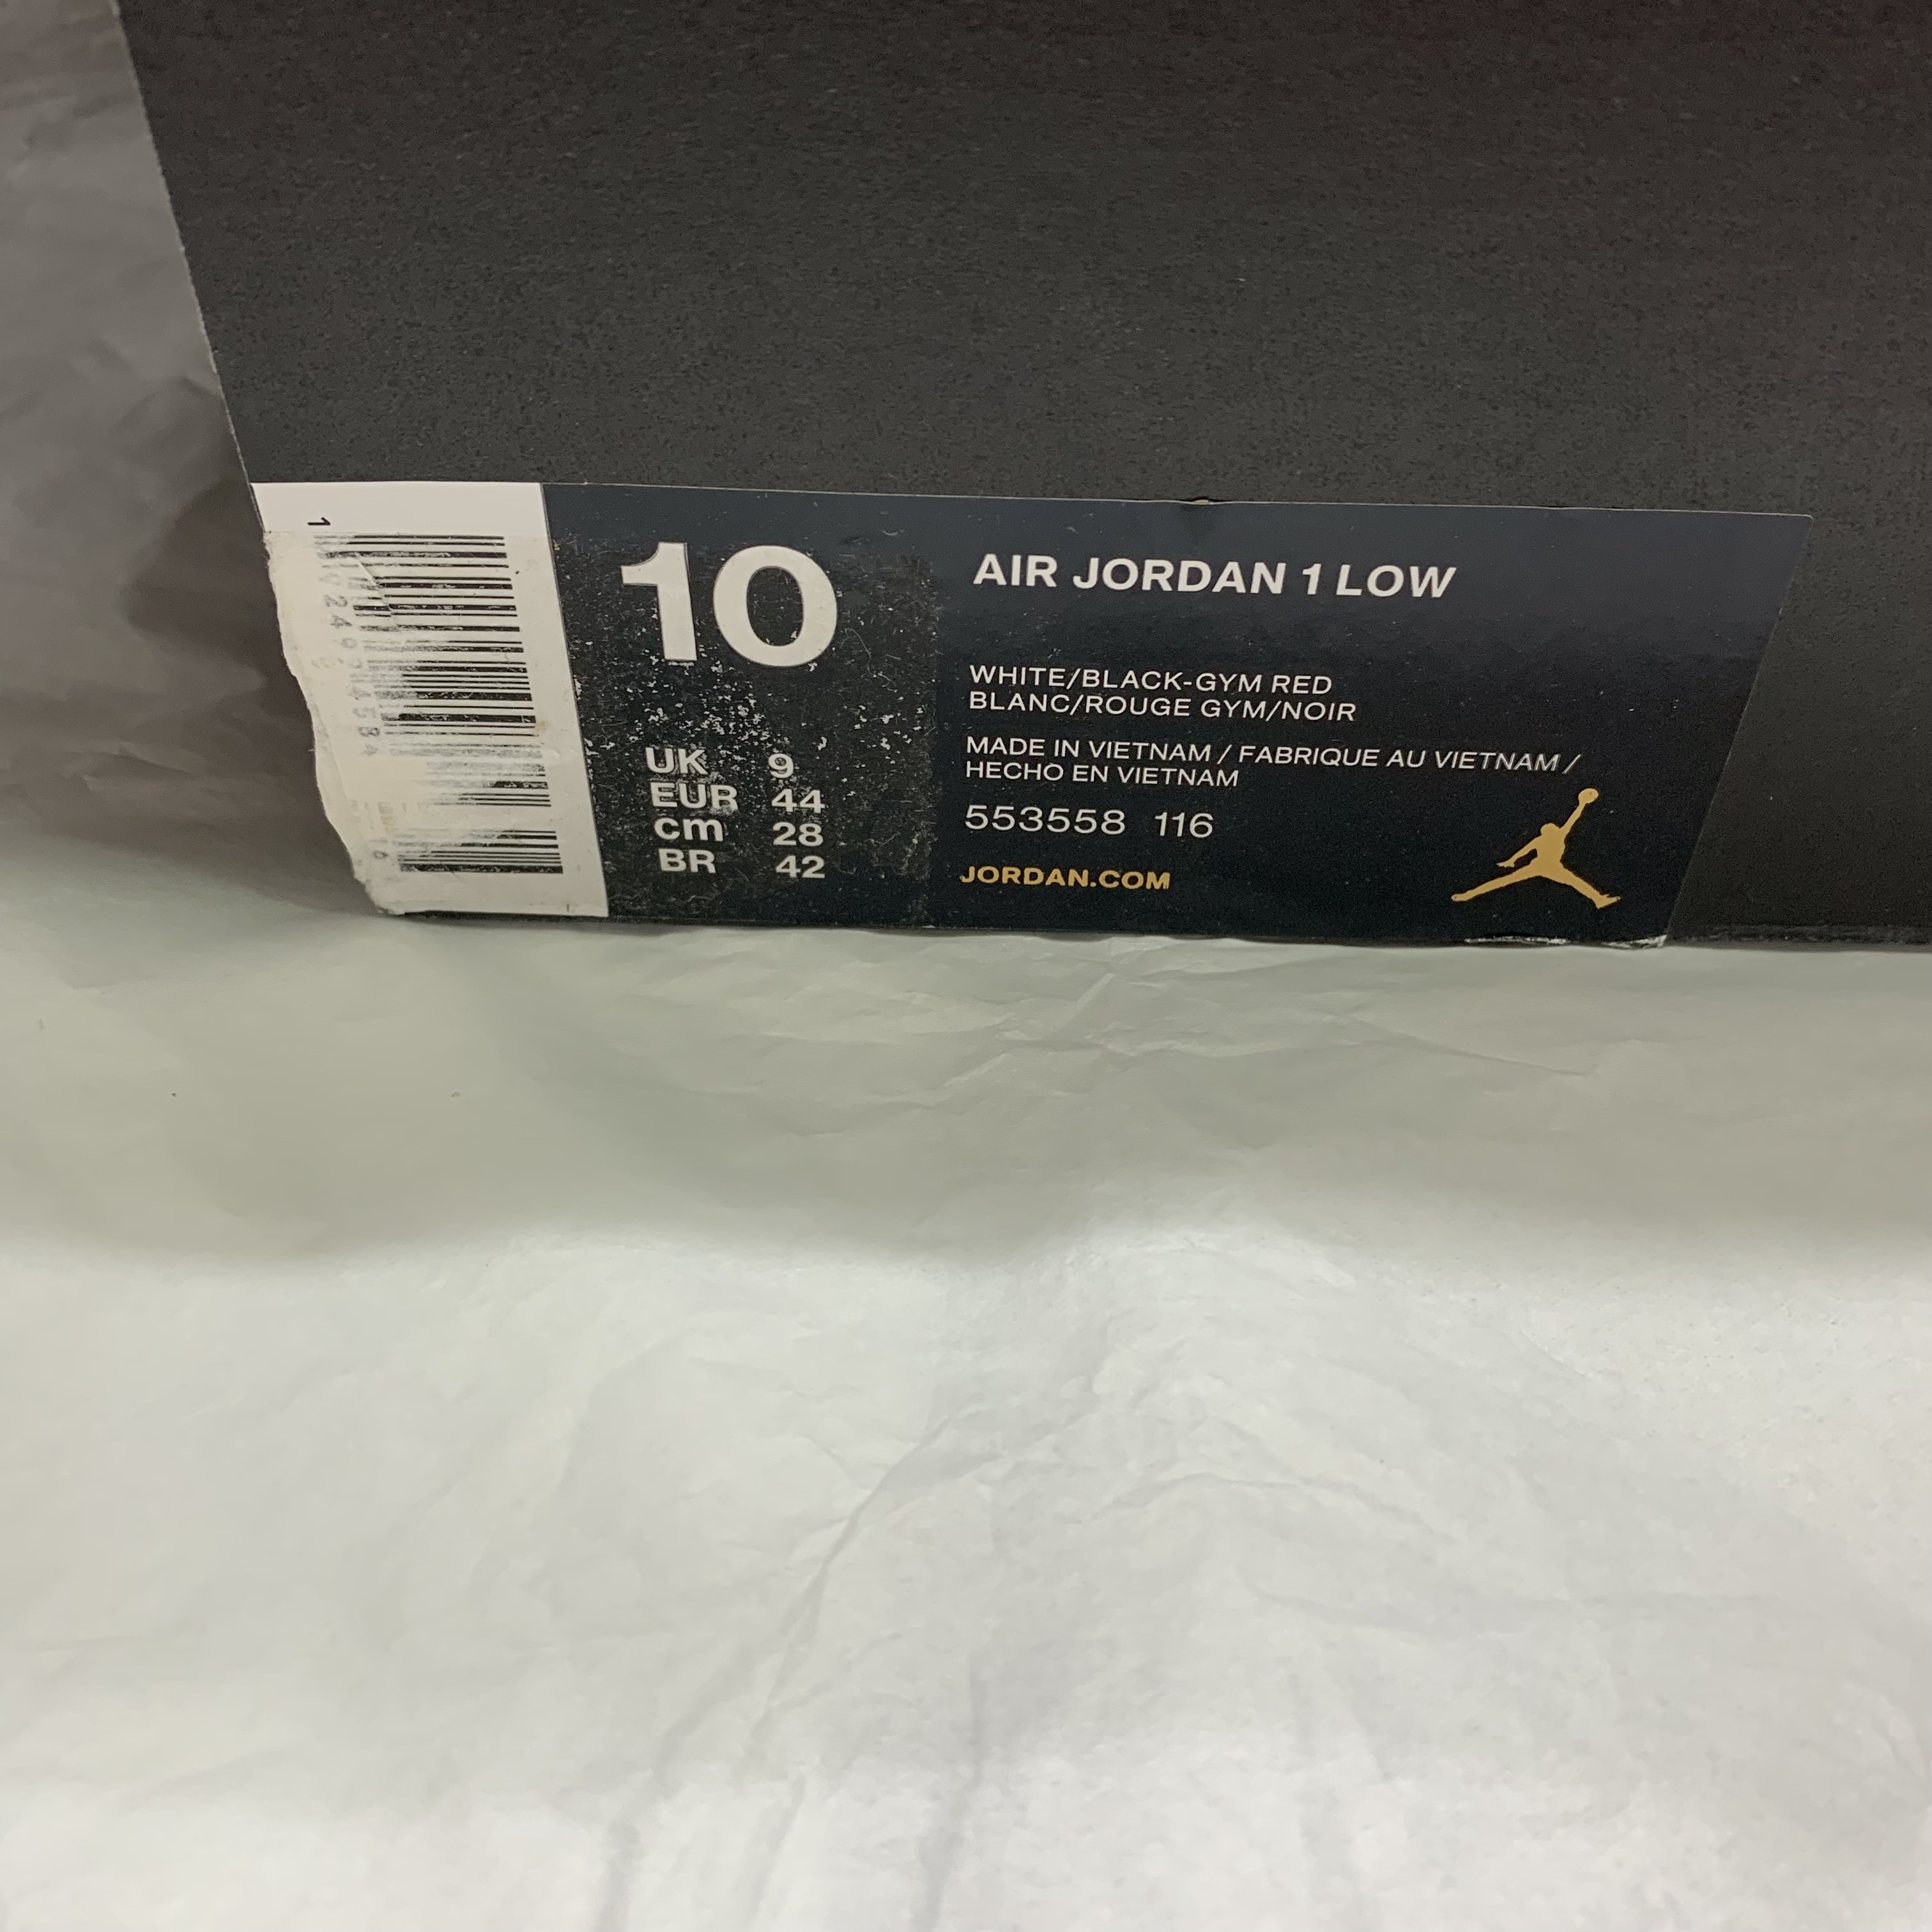 10
UK 9
EUR 44
cm 28
BR 42
AIR JORDAN 1 LOW
WHITE/BLACK-GYM RED
BLANC/ROUGE GYM/NOIR
MADE IN VIETNAM / FABRIQUE AU VIETNAM /
HECHO EN VIETNAM
553558 116
JORDAN.COM